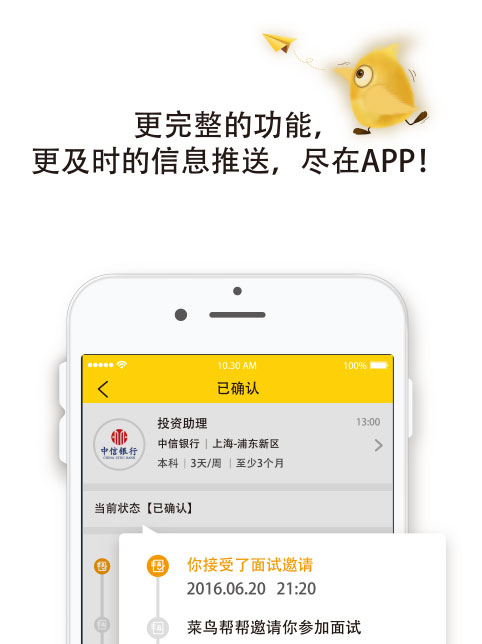 更完整的功能，
更及时的信息推送，尽在APP！
10.30 AM 100%
已确认
投资助理 13:00
中信银行 | 上海-浦东新区
本科 | 3天/周 | 至少3个月
中信银行
CHINA CITIC BANK
当前状态【已确认】
你接受了面试邀请
2016.06.20 21:20
菜鸟帮帮邀请你参加面试